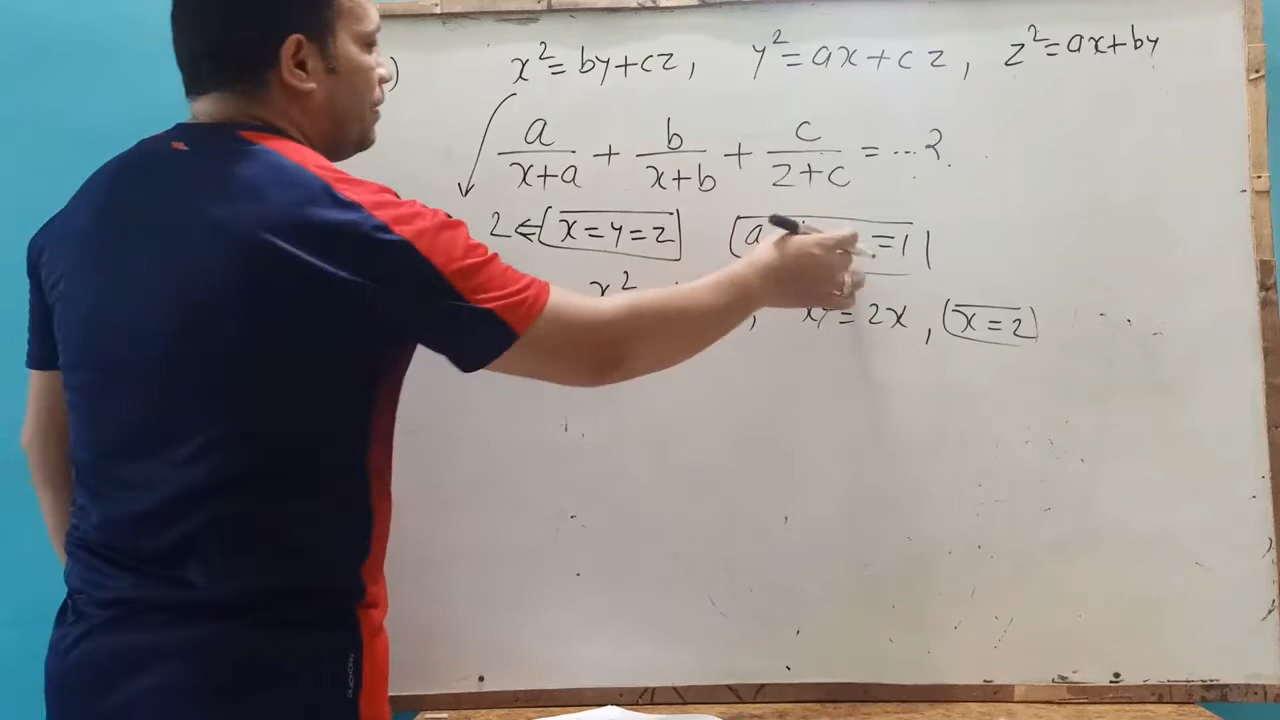 ) x²=by+cz, y²=ax+cz, z²=ax+by
a/(x+a) + b/(x+b) + c/(z+c) = ...?
2 ← x=y=z a =1
x²
, xy=2x, x=2